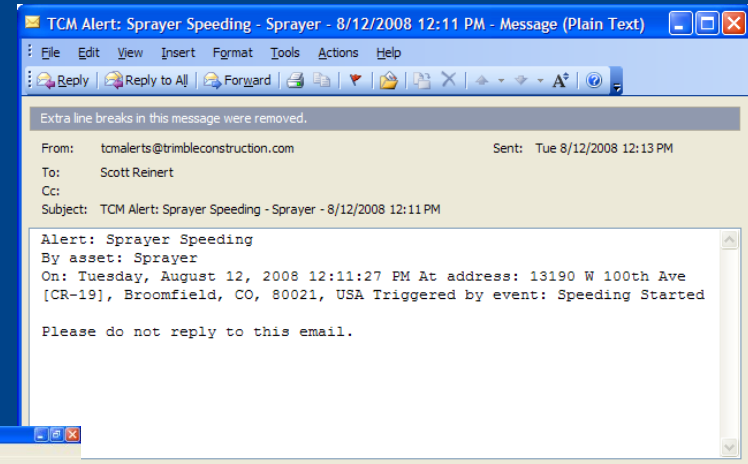 TCM Alert: Sprayer Speeding - Sprayer - 8/12/2008 12:11 PM - Message (Plain Text)
File Edit View Insert Format Tools Actions Help
Reply Reply to All Forward
Extra line breaks in this message were removed.
From: tcmalerts@trimbleconstruction.com Sent: Tue 8/12/2008 12:13 PM
To: Scott Reinert
Cc:
Subject: TCM Alert: Sprayer Speeding - Sprayer - 8/12/2008 12:11 PM
Alert: Sprayer Speeding
By asset: Sprayer
On: Tuesday, August 12, 2008 12:11:27 PM At address: 13190 W 100th Ave
[CR-19], Broomfield, CO, 80021, USA Triggered by event: Speeding Started
Please do not reply to this email.